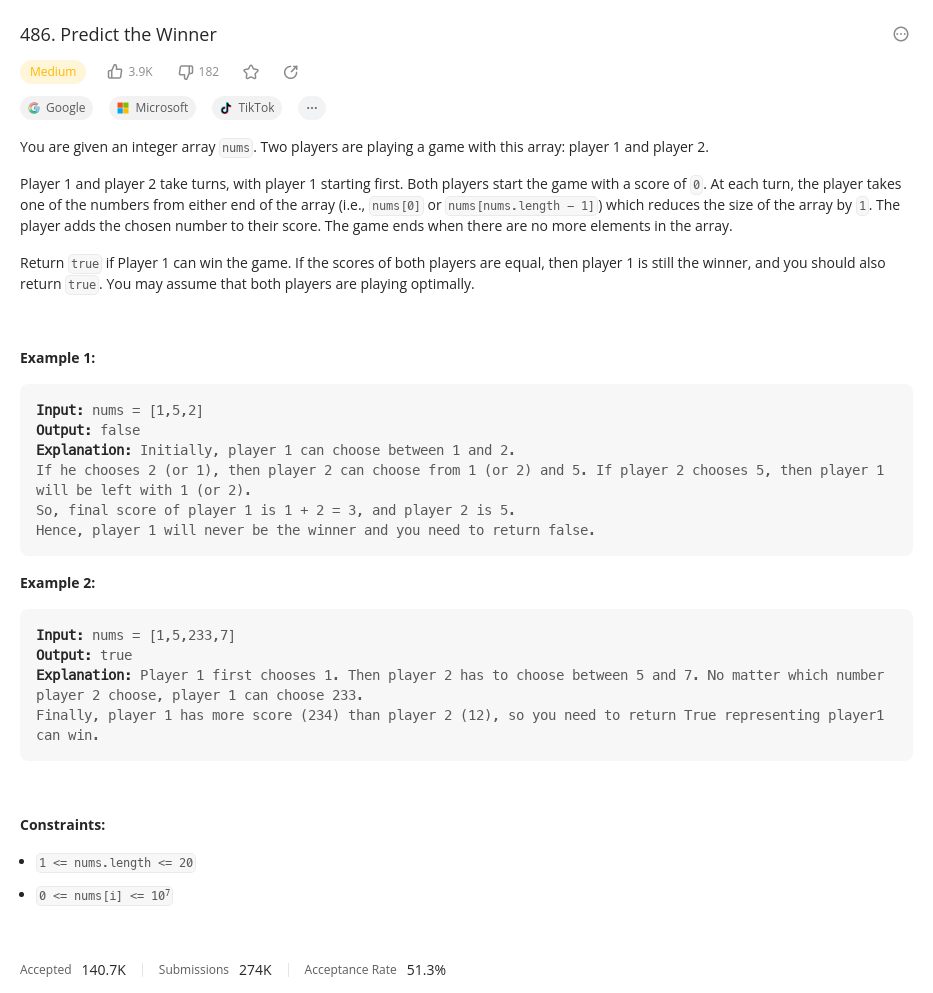 486. Predict the Winner
Medium
3.9K
182
Google
Microsoft
TikTok
You are given an integer array nums. Two players are playing a game with this array: player 1 and player 2.
Player 1 and player 2 take turns, with player 1 starting first. Both players start the game with a score of 0. At each turn, the player takes
one of the numbers from either end of the array (i.e., nums[0] or nums[nums.length - 1]) which reduces the size of the array by 1. The
player adds the chosen number to their score. The game ends when there are no more elements in the array.
Return true if Player 1 can win the game. If the scores of both players are equal, then player 1 is still the winner, and you should also
return true. You may assume that both players are playing optimally.
Example 1:
Input: nums = [1,5,2]
Output: false
Explanation: Initially, player 1 can choose between 1 and 2.
If he chooses 2 (or 1), then player 2 can choose from 1 (or 2) and 5. If player 2 chooses 5, then player 1
will be left with 1 (or 2).
So, final score of player 1 is 1 + 2 = 3, and player 2 is 5.
Hence, player 1 will never be the winner and you need to return false.
Example 2:
Input: nums = [1,5,233,7]
Output: true
Explanation: Player 1 first chooses 1. Then player 2 has to choose between 5 and 7. No matter which number
player 2 choose, player 1 can choose 233.
Finally, player 1 has more score (234) than player 2 (12), so you need to return True representing player1
can win.
Constraints:
1 <= nums.length <= 20
0 <= nums[i] <= 10⁷
Accepted 140.7K Submissions 274K Acceptance Rate 51.3%